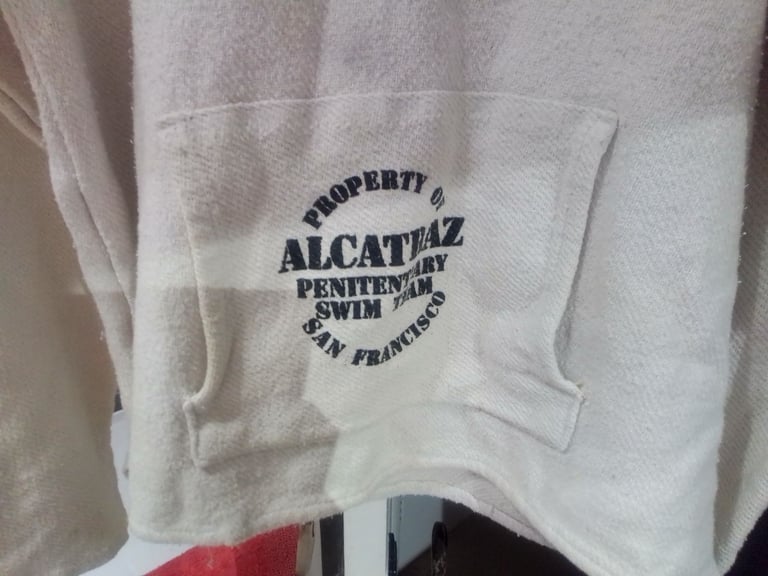 PROPERTY OF
ALCATRAZ
PENITENTIARY
SWIM TEAM
SAN FRANCISCO